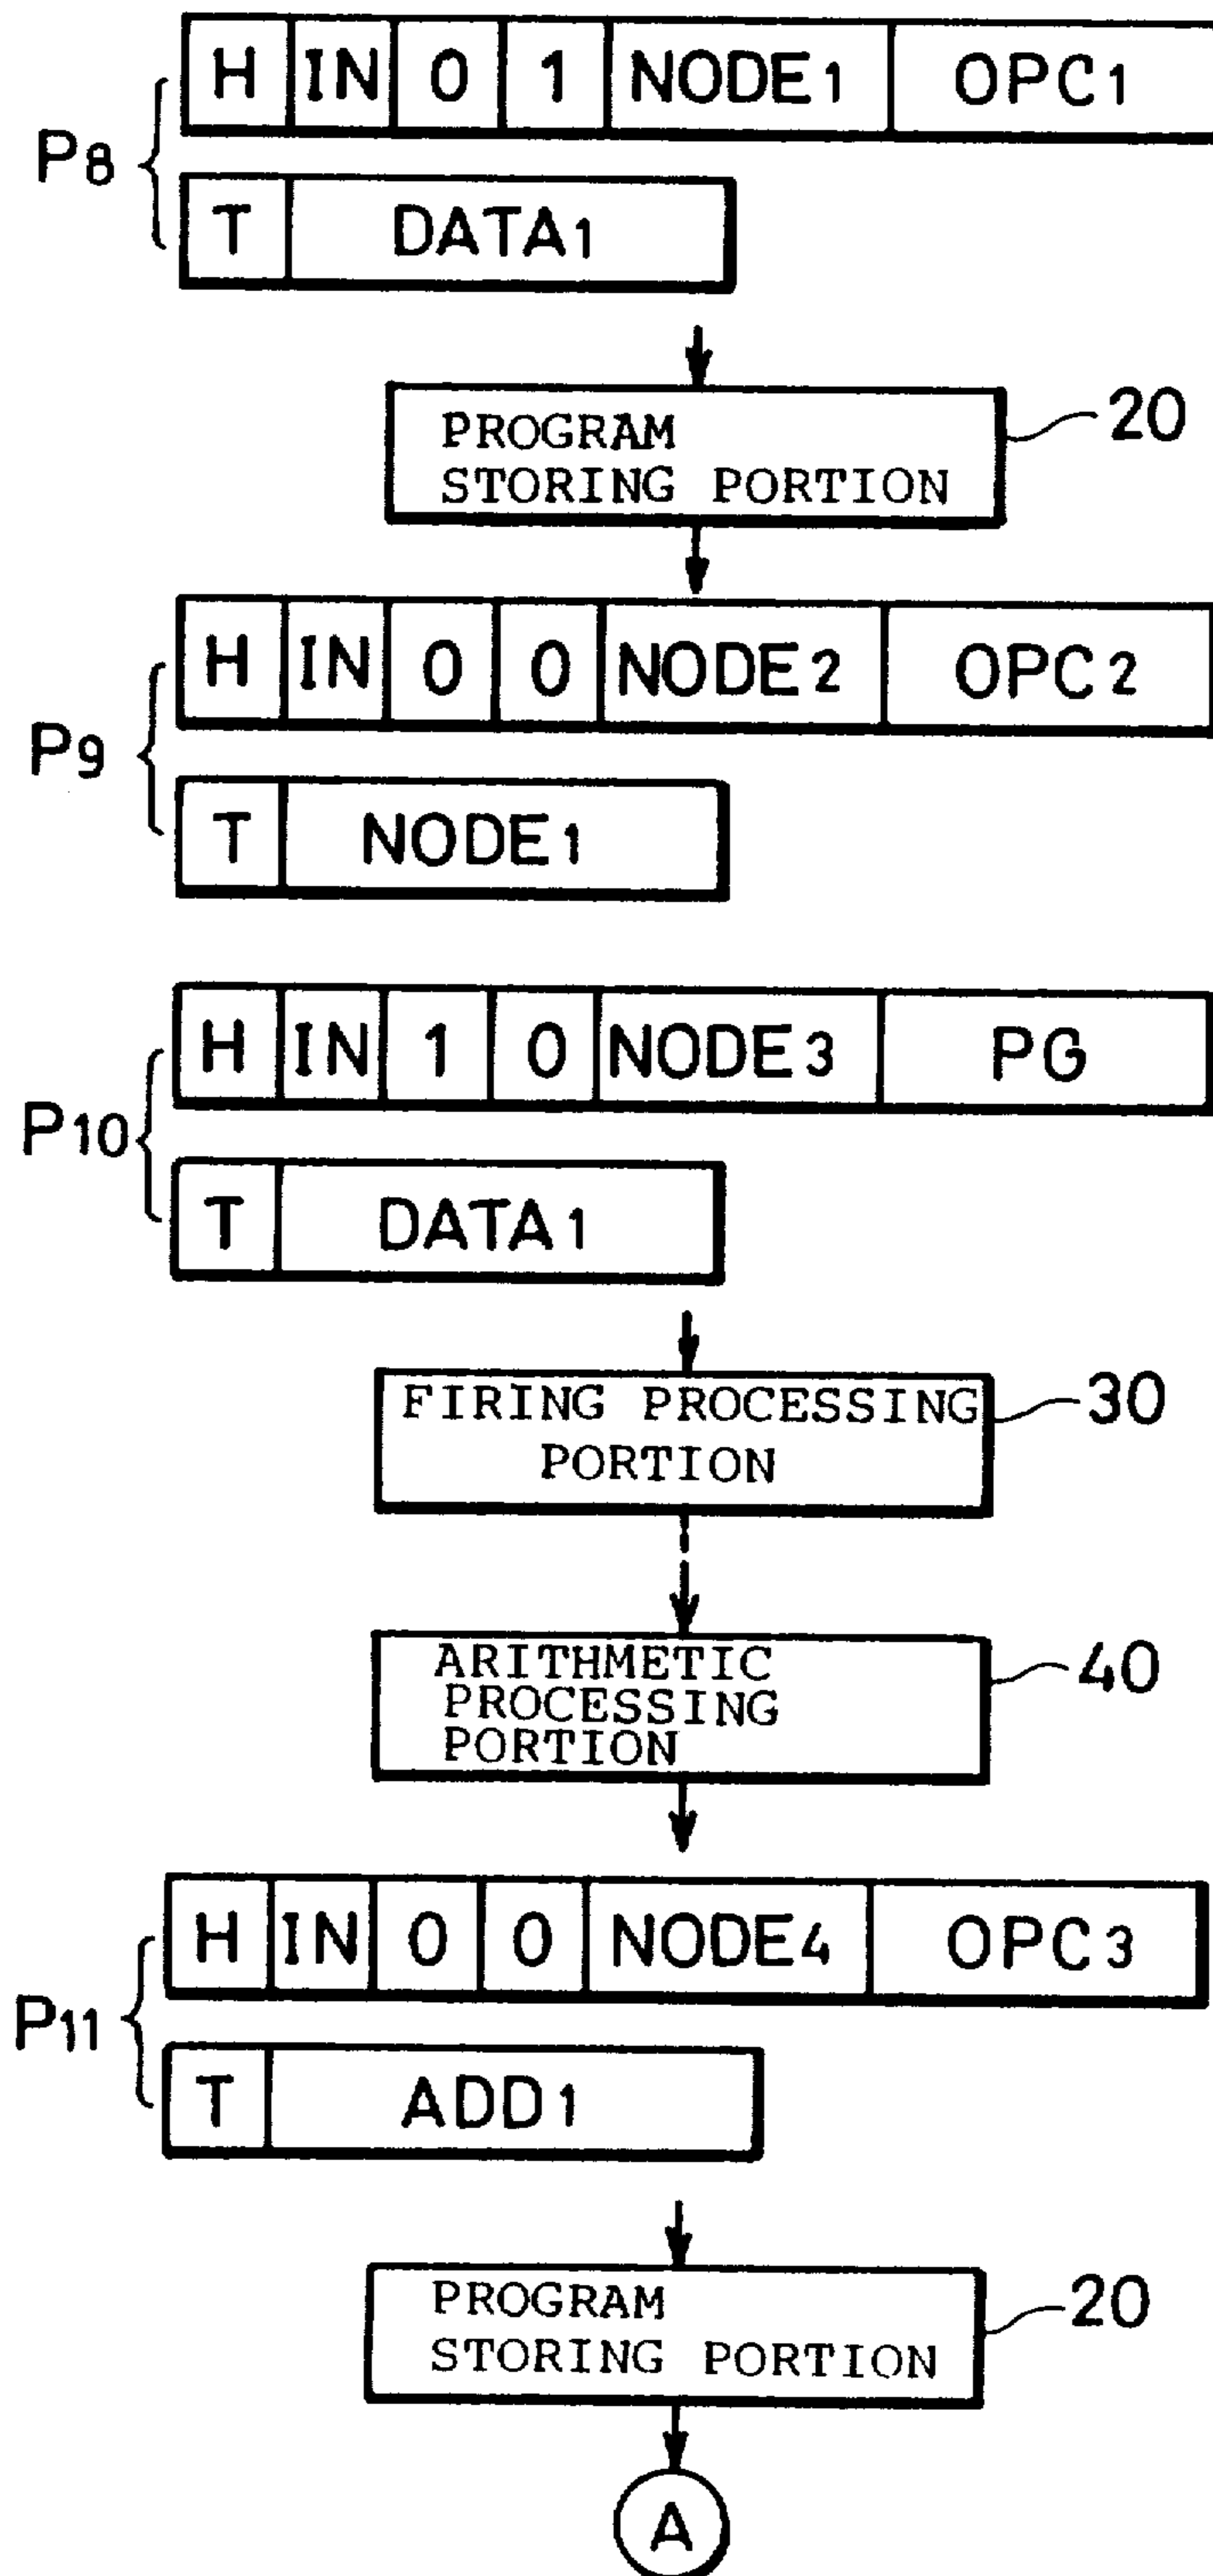 H IN 0 1 NODE1 OPC1
P8
T DATA1
PROGRAM
STORING PORTION
20
H IN 0 0 NODE2 OPC2
P9
T NODE1
H IN 1 0 NODE3 PG
P10
T DATA1
FIRING PROCESSING
PORTION
30
ARITHMETIC
PROCESSING
PORTION
40
H IN 0 0 NODE4 OPC3
P11
T ADD1
PROGRAM
STORING PORTION
20
A